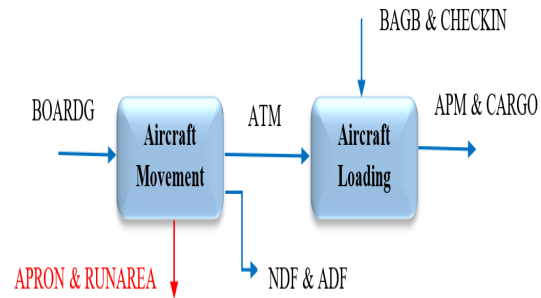 BAGB & CHECKIN
BOARDG
ATM
APM & CARGO
Aircraft
Movement
Aircraft
Loading
APRON & RUNAREA
NDF & ADF